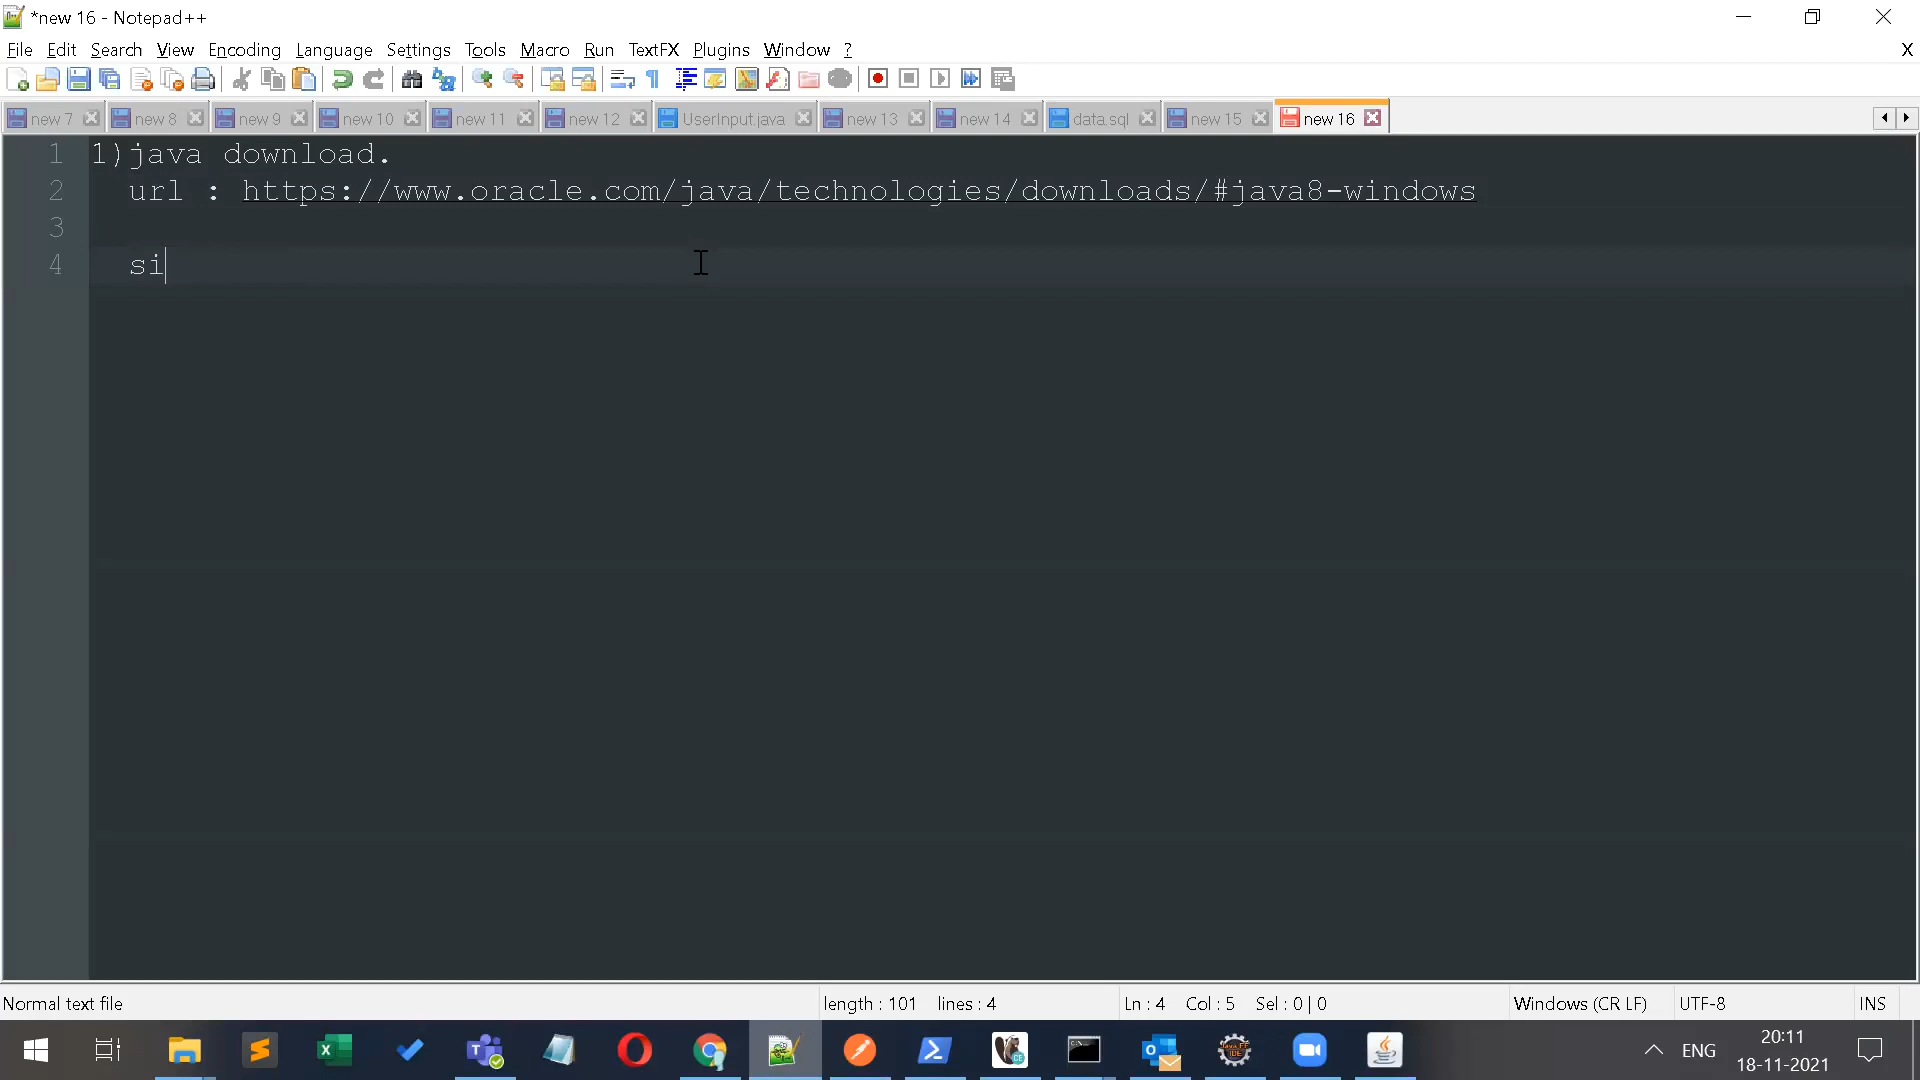 *new 16 - Notepad++
File Edit Search View Encoding Language Settings Tools Macro Run TextFX Plugins Window ? X
new 7 new 8 new 9 new 10 new 11 new 12 UserInput.java new 13 new 14 data.sql new 15 new 16
1 1)java download.
2 url : https://www.oracle.com/java/technologies/downloads/#java8-windows
3
4 si
Normal text file length : 101 lines : 4 Ln : 4 Col : 5 Sel : 0 | 0 Windows (CR LF) UTF-8 INS
ENG 20:11
18-11-2021